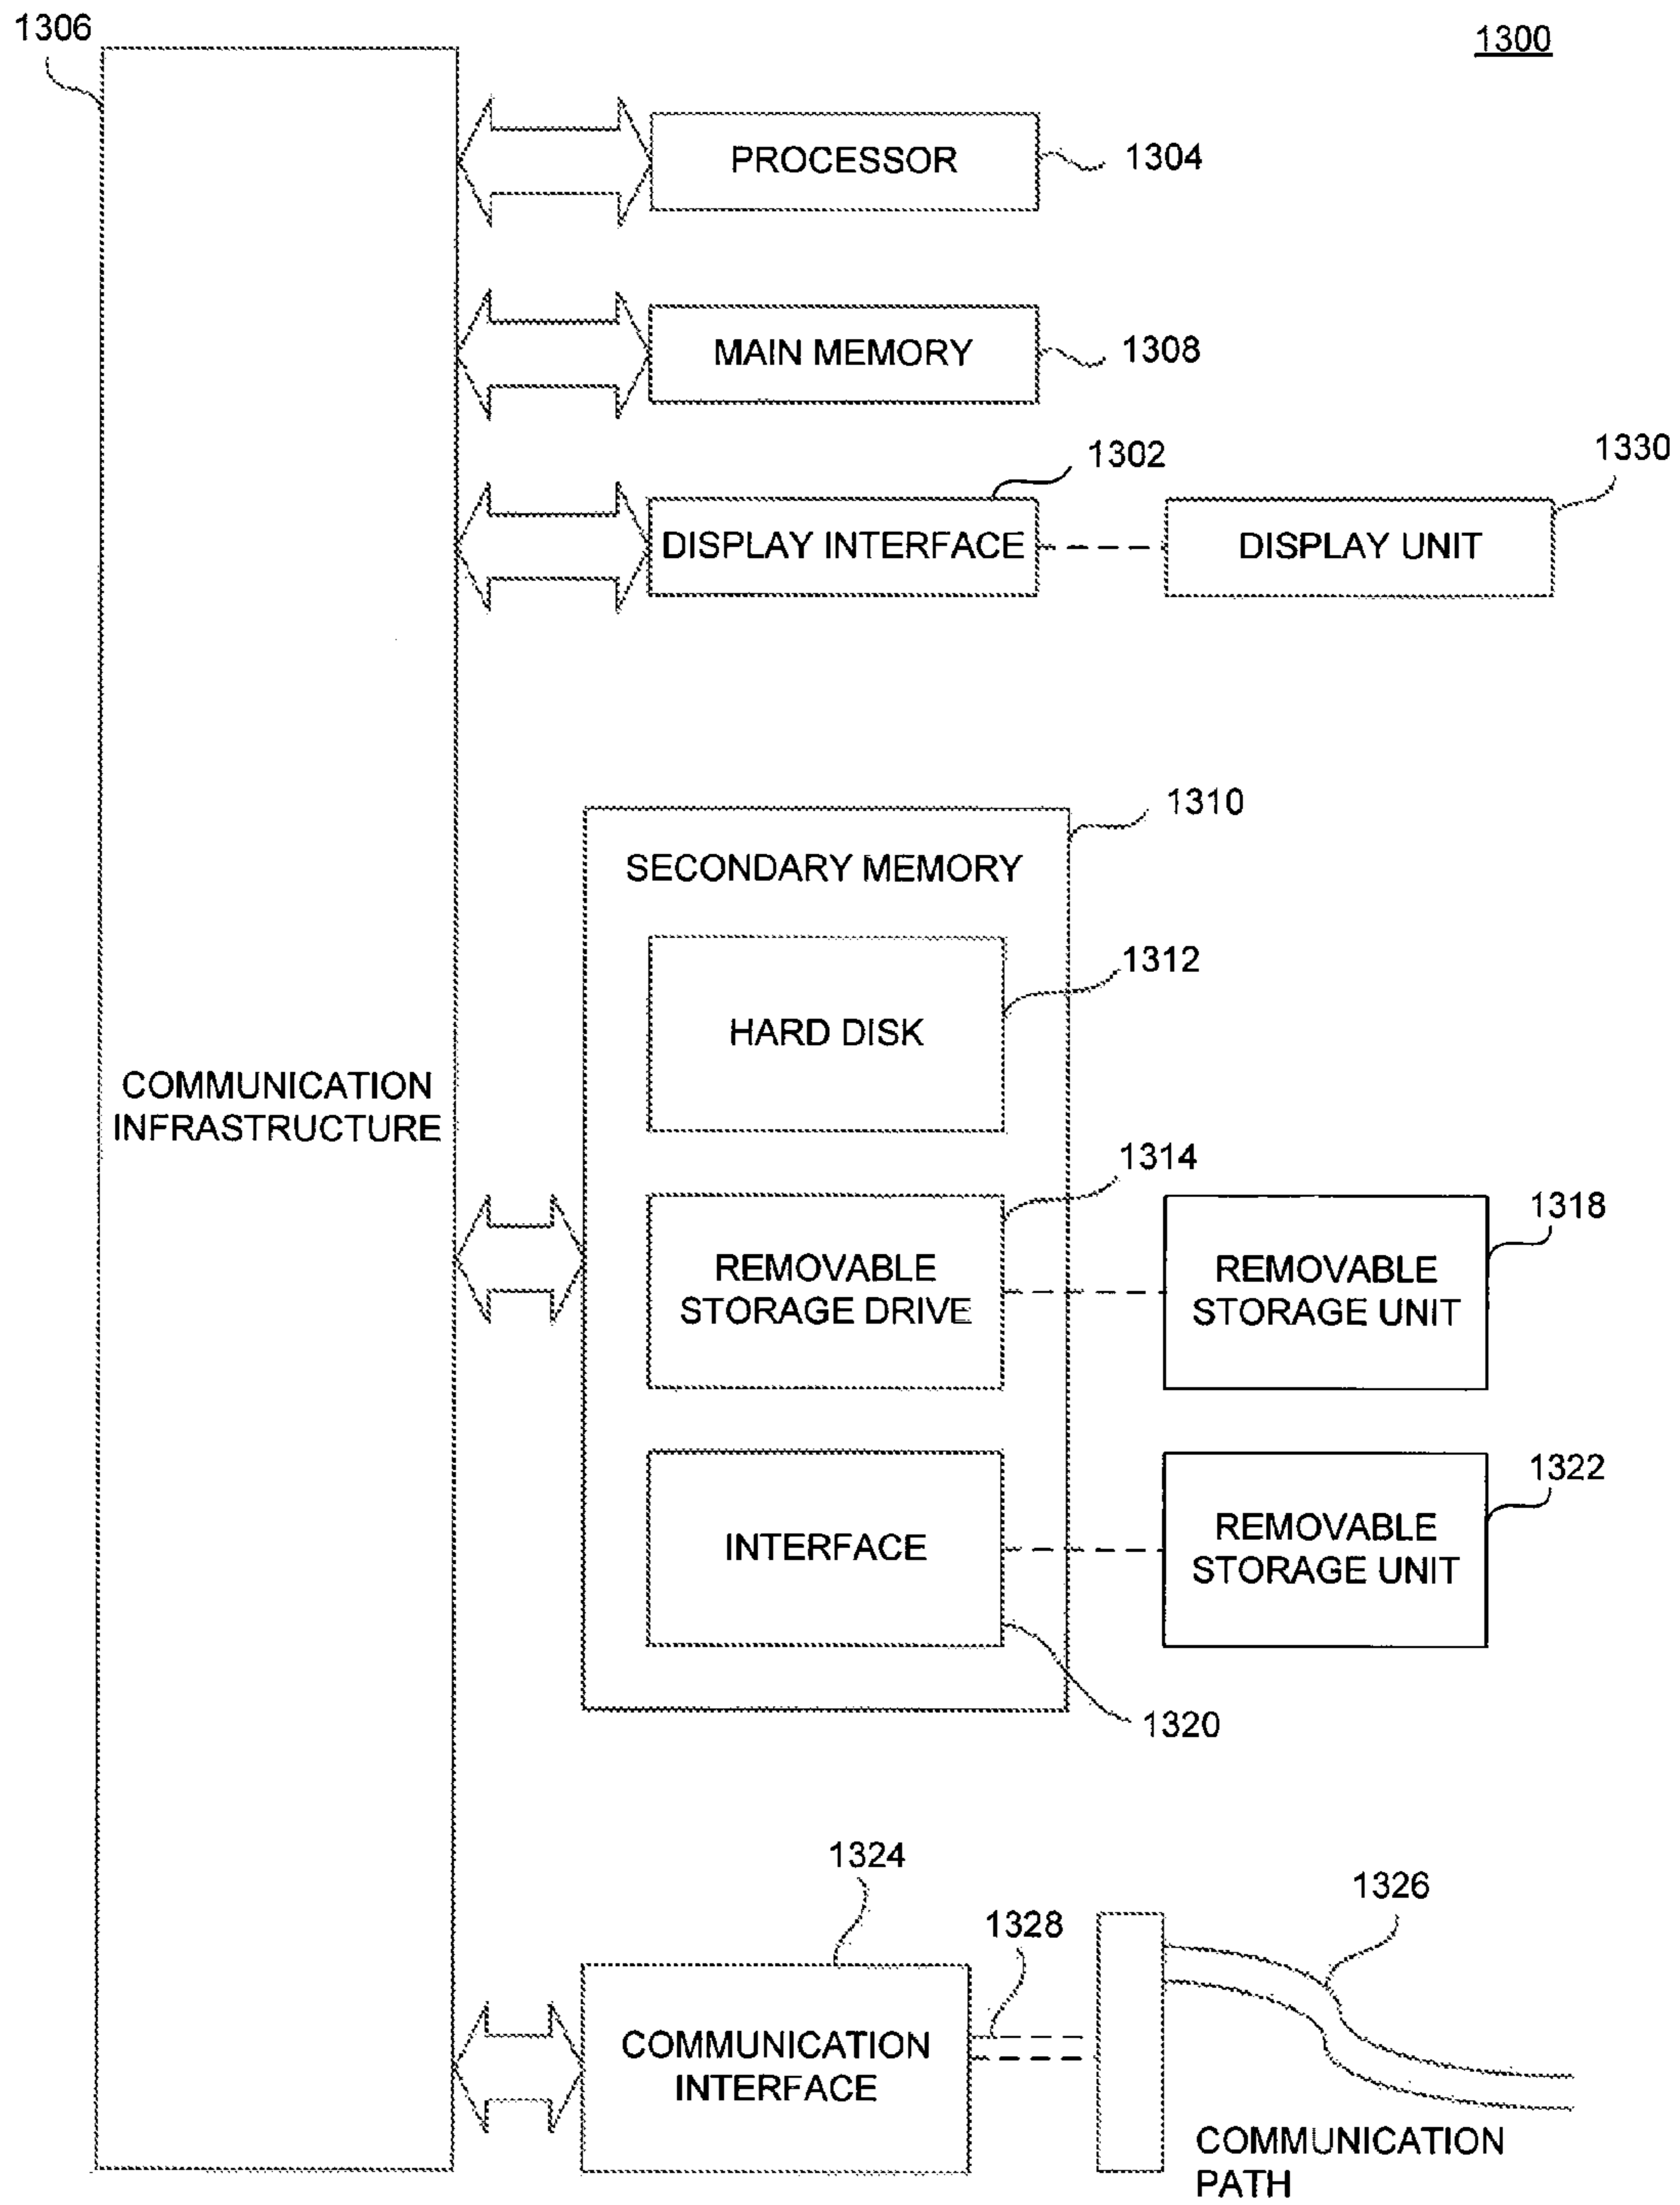 1306
1300
PROCESSOR
1304
MAIN MEMORY
1308
1302
1330
DISPLAY INTERFACE
DISPLAY UNIT
1310
SECONDARY MEMORY
1312
HARD DISK
COMMUNICATION
INFRASTRUCTURE
1314
1318
REMOVABLE
STORAGE DRIVE
REMOVABLE
STORAGE UNIT
1322
INTERFACE
REMOVABLE
STORAGE UNIT
1320
1324
1328
1326
COMMUNICATION
INTERFACE
COMMUNICATION
PATH